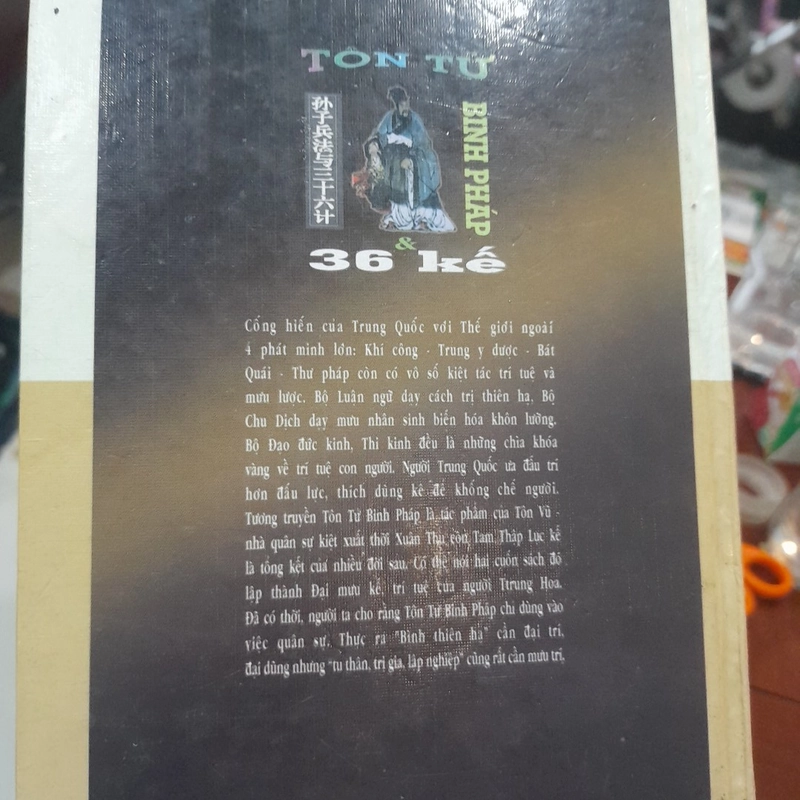 TÔN TỬ
孙子兵法与三十六计
BINH PHÁP
&
36 kế
Cống hiến của Trung Quốc với Thế giới ngoài
4 phát minh lớn: Khí công - Trung y dược - Bát
Quái - Thư pháp còn có vô số kiệt tác trí tuệ và
mưu lược. Bộ Luận ngữ dạy cách trị thiên hạ, Bộ
Chu Dịch dạy mưu nhân sinh biến hóa khôn lường.
Bộ Đạo đức kinh, Thi kinh đều là những chìa khóa
vàng về trí tuệ con người. Người Trung Quốc ưa đấu trí
hơn đấu lực, thích dùng kế để khống chế người.
Tương truyền Tôn Tử Binh Pháp là tác phẩm của Tôn Vũ -
nhà quân sự kiệt xuất thời Xuân Thu còn Tam Thập Lục kế
là tổng kết của nhiều đời sau. Có thể nói hai cuốn sách đó
lập thành Đại mưu kế, trí tuệ của người Ttrung Hoa.
Đã có thời, người ta cho rằng Tôn Tử Binh Pháp chỉ dùng vào
việc quân sự. Thực ra "Bình thiên hạ" cần đại trí,
đại dũng nhưng "tu thân, trị gia, lập nghiệp" cũng rất cần mưu trí.